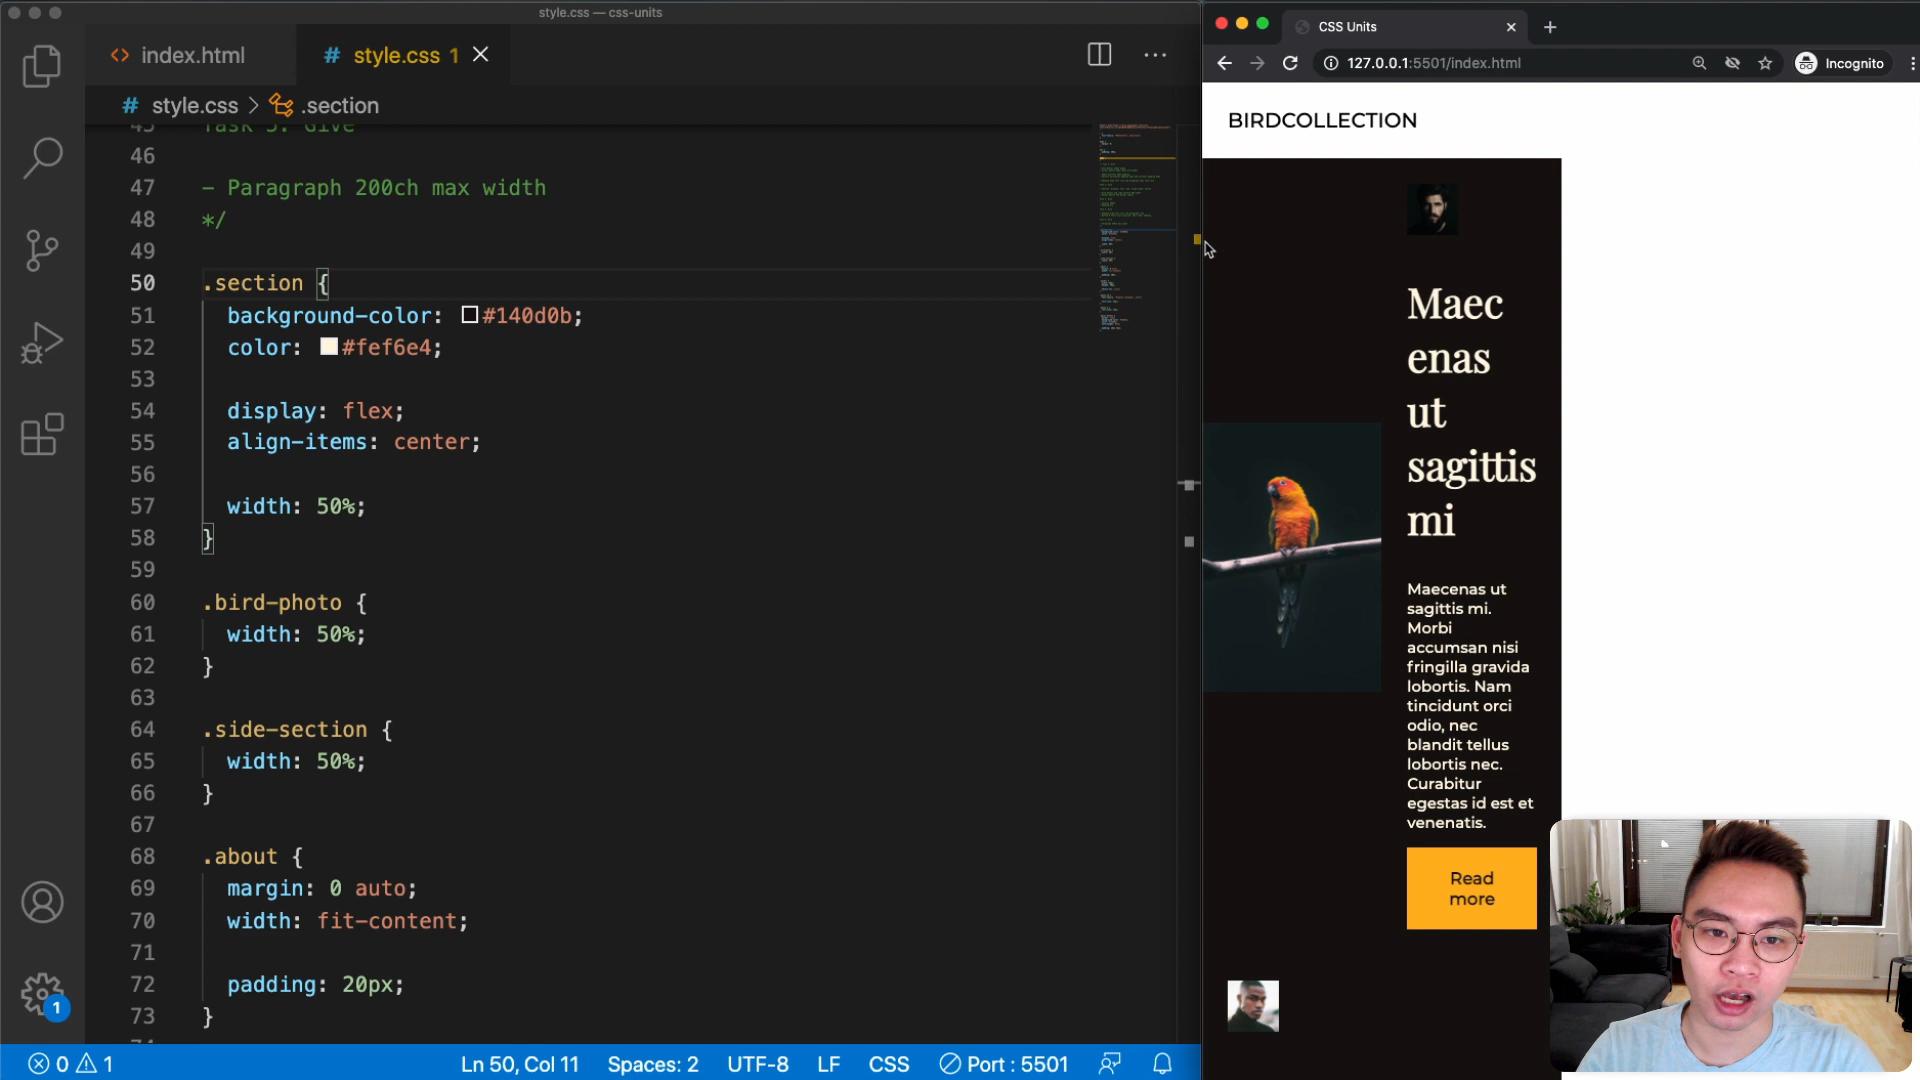 style.css — css-units
index.html
# style.css 1
# style.css > .section
45 Task 3: Give
46
47 - Paragraph 200ch max width
48 */
49
50 .section {
51 background-color: #140d0b;
52 color: #fef6e4;
53
54 display: flex;
55 align-items: center;
56
57 width: 50%;
58 }
59
60 .bird-photo {
61 width: 50%;
62 }
63
64 .side-section {
65 width: 50%;
66 }
67
68 .about {
69 margin: 0 auto;
70 width: fit-content;
71
72 padding: 20px;
73 }
1
0 1
Ln 50, Col 11
Spaces: 2
UTF-8
LF
CSS
Port : 5501
CSS Units
127.0.0.1:5501/index.html
Incognito
BIRDCOLLECTION
Maec
enas
ut
sagittis
mi
Maecenas ut
sagittis mi.
Morbi
accumsan nisi
fringilla gravida
lobortis. Nam
tincidunt orci
odio, nec
blandit tellus
lobortis nec.
Curabitur
egestas id est et
venenatis.
Read
more